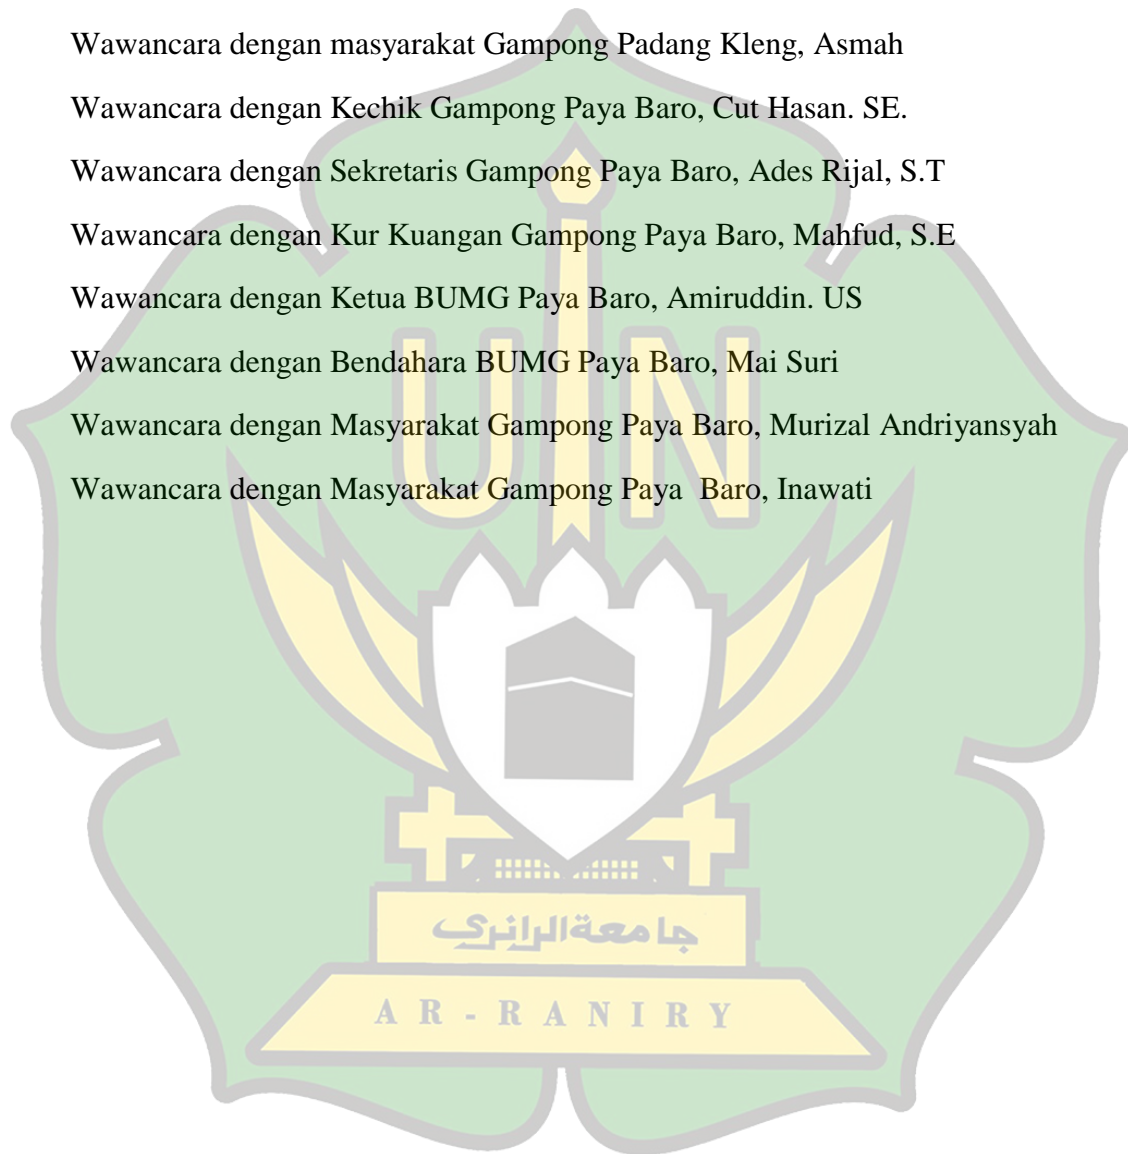 Wawancara dengan masyarakat Gampong Padang Kleng, Asmah
Wawancara dengan Kechik Gampong Paya Baro, Cut Hasan. SE.
Wawancara dengan Sekretaris Gampong Paya Baro, Ades Rijal, S.T
Wawancara dengan Kur Kuangan Gampong Paya Baro, Mahfud, S.E
Wawancara dengan Ketua BUMG Paya Baro, Amiruddin. US
Wawancara dengan Bendahara BUMG Paya Baro, Mai Suri
Wawancara dengan Masyarakat Gampong Paya Baro, Murizal Andriyansyah
Wawancara dengan Masyarakat Gampong Paya  Baro, Inawati
UIN
جامعةالرانري
AR-RANIRY